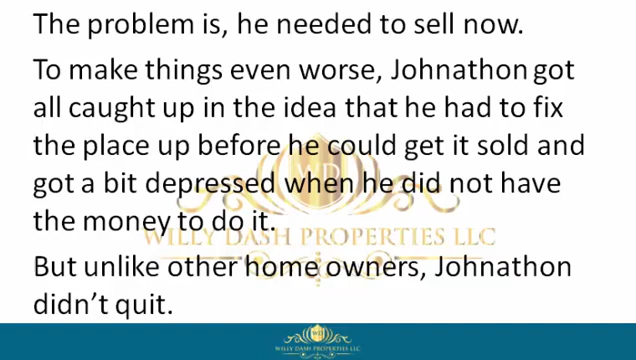 The problem is, he needed to sell now.
To make things even worse, Johnathon got
all caught up in the idea that he had to fix
the place up before he could get it sold and
got a bit depressed when he did not have
the money to do it.
WILLY DASH PROPERTIES LLC
But unlike other home owners, Johnathon
didn't quit.
WILLY DASH PROPERTIES LLC